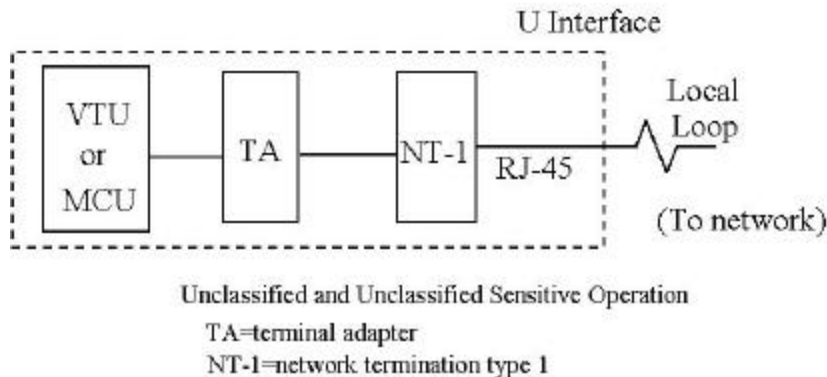 U Interface
VTU
or
MCU
TA
NT-1
RJ-45
Local
Loop
(To network)
Unclassified and Unclassified Sensitive Operation
TA=terminal adapter
NT-1=network termination type 1